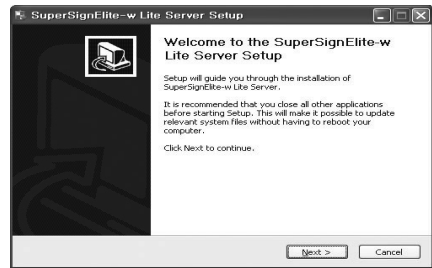 SuperSignElite-w Lite Server Setup
Welcome to the SuperSignElite-w
Lite Server Setup
Setup will guide you through the installation of
SuperSignElite-w Lite Server.
It is recommended that you close all other applications
before starting Setup. This will make it possible to update
relevant system files without having to reboot your
computer.
Click Next to continue.
Next >
Cancel